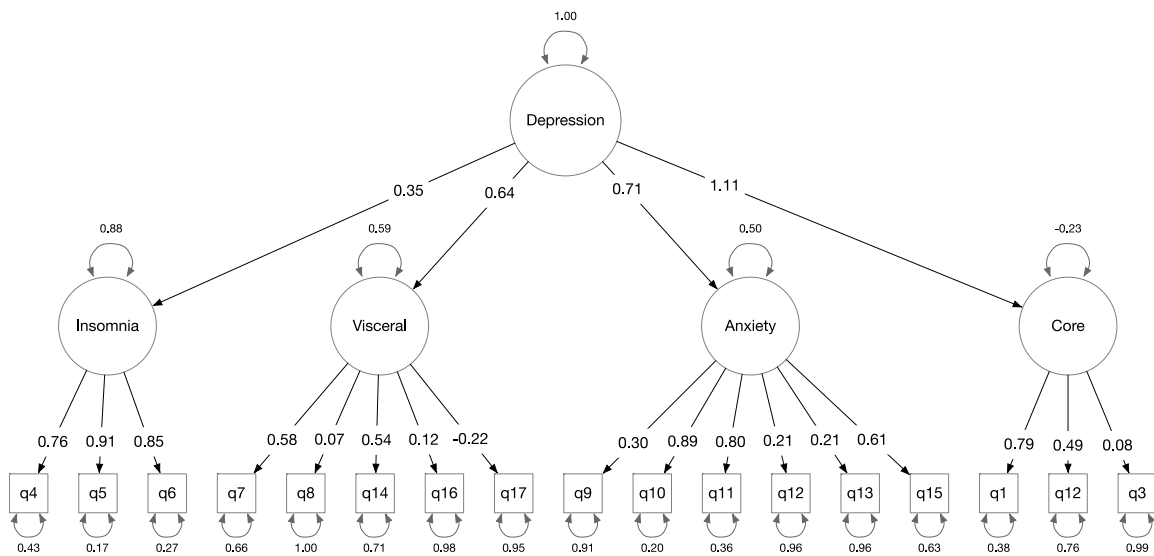 1.00
Depression
0.35 0.64 0.71 1.11
0.88 0.59 0.50 -0.23
Insomnia Visceral Anxiety Core
0.76 0.91 0.85 0.58 0.07 0.54 0.12 -0.22 0.30 0.89 0.80 0.21 0.21 0.61 0.79 0.49 0.08
q4 q5 q6 q7 q8 q14 q16 q17 q9 q10 q11 q12 q13 q15 q1 q12 q3
0.43 0.17 0.27 0.66 1.00 0.71 0.98 0.95 0.91 0.20 0.36 0.96 0.96 0.63 0.38 0.76 0.99